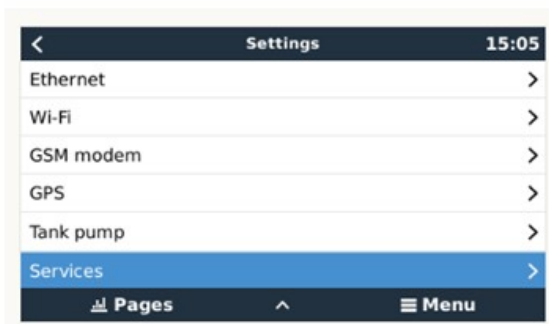 Settings 15:05
Ethernet
Wi-Fi
GSM modem
GPS
Tank pump
Services
Pages Menu